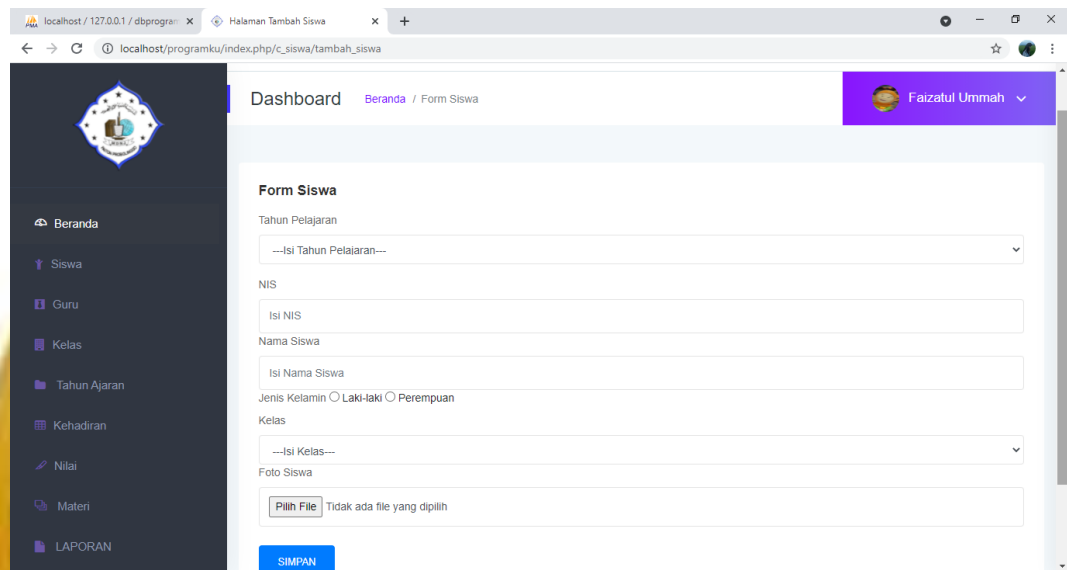 localhost / 127.0.0.1 / dbprogram
Halaman Tambah Siswa
localhost/programku/index.php/c_siswa/tambah_siswa
Dashboard Beranda / Form Siswa
Faizatul Ummah
Beranda
Siswa
Guru
Kelas
Tahun Ajaran
Kehadiran
Nilai
Materi
LAPORAN
Form Siswa
Tahun Pelajaran
---Isi Tahun Pelajaran---
NIS
Isi NIS
Nama Siswa
Isi Nama Siswa
Jenis Kelamin Laki-laki Perempuan
Kelas
---Isi Kelas---
Foto Siswa
Pilih File Tidak ada file yang dipilih
SIMPAN